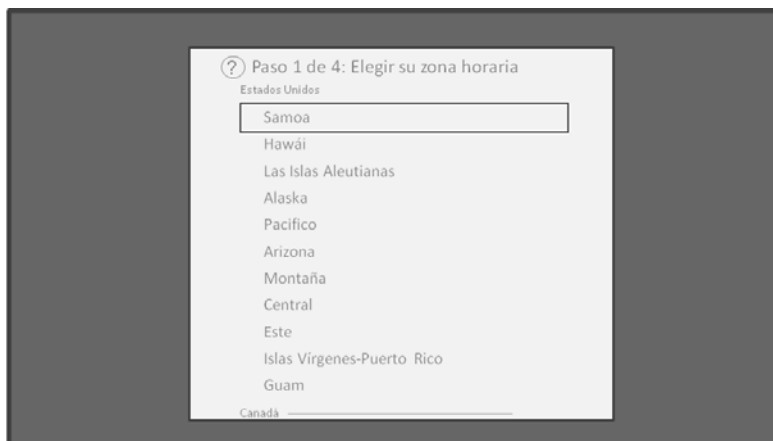 ? Paso 1 de 4: Elegir su zona horaria
Estados Unidos
Samoa
Hawái
Las Islas Aleutianas
Alaska
Pacifico
Arizona
Montaña
Central
Este
Islas Vírgenes-Puerto Rico
Guam
Canadá